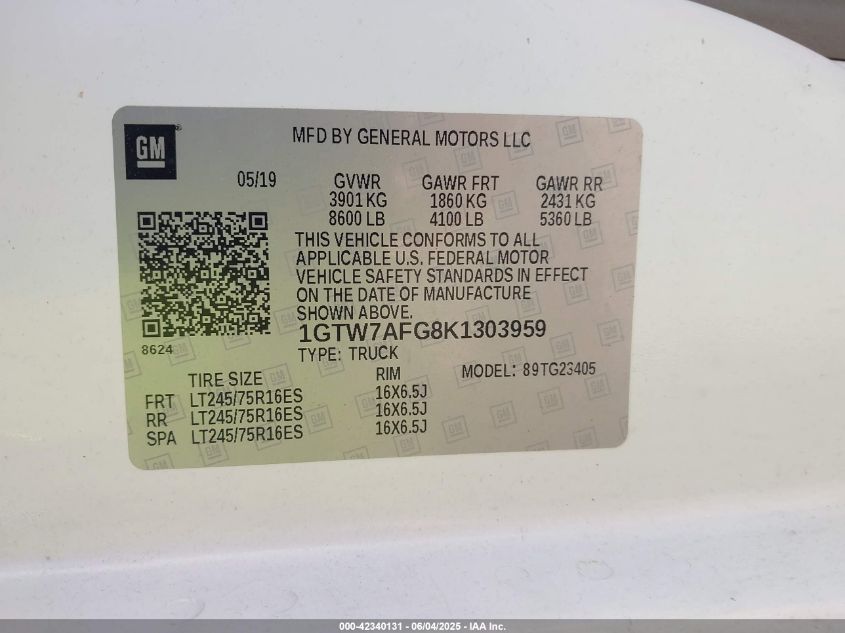 GM
MFD BY GENERAL MOTORS LLC
05/19 GVWR GAWR FRT GAWR RR
3901 KG 1860 KG 2431 KG
8600 LB 4100 LB 5360 LB
THIS VEHICLE CONFORMS TO ALL
APPLICABLE U.S. FEDERAL MOTOR
VEHICLE SAFETY STANDARDS IN EFFECT
ON THE DATE OF MANUFACTURE
SHOWN ABOVE.
8624
1GTW7AFG8K1303959
TYPE: TRUCK
MODEL: 89TG23405
TIRE SIZE RIM
FRT LT245/75R16ES 16X6.5J
RR LT245/75R16ES 16X6.5J
SPA LT245/75R16ES 16X6.5J
000-42340131 - 06/04/2025 - IAA Inc.